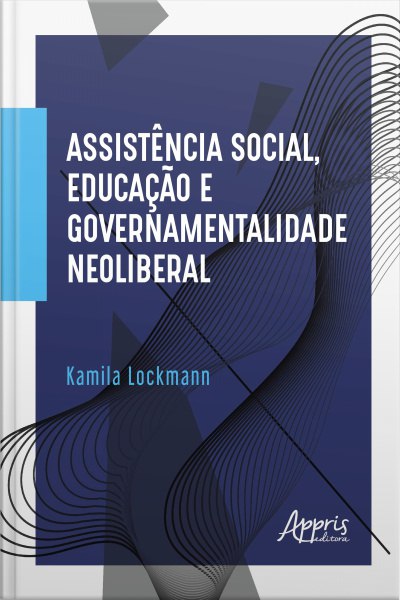 ASSISTÊNCIA SOCIAL,
EDUCAÇÃO E
GOVERNAMENTALIDADE
NEOLIBERAL
Kamila Lockmann
Appris
editora